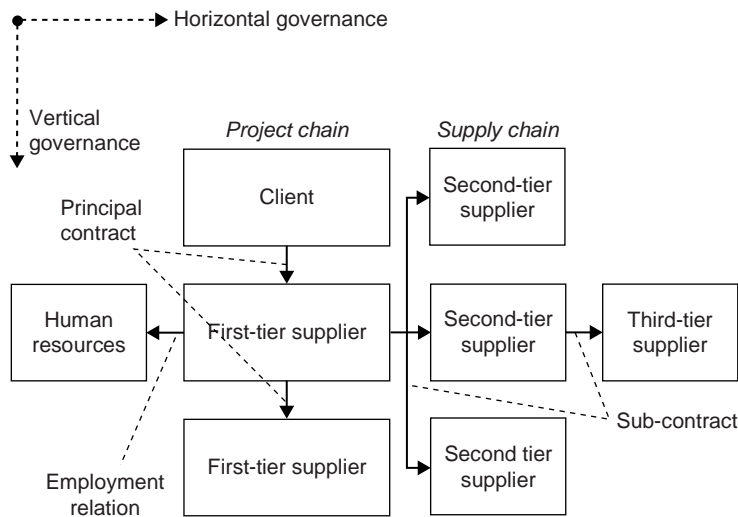 Horizontal governance
Vertical
governance
Project chain
Supply chain
Client
Second-tier
supplier
Principal
contract
Human
resources
First-tier supplier
Second-tier
supplier
Third-tier
supplier
Sub-contract
First-tier supplier
Second tier
supplier
Employment
relation